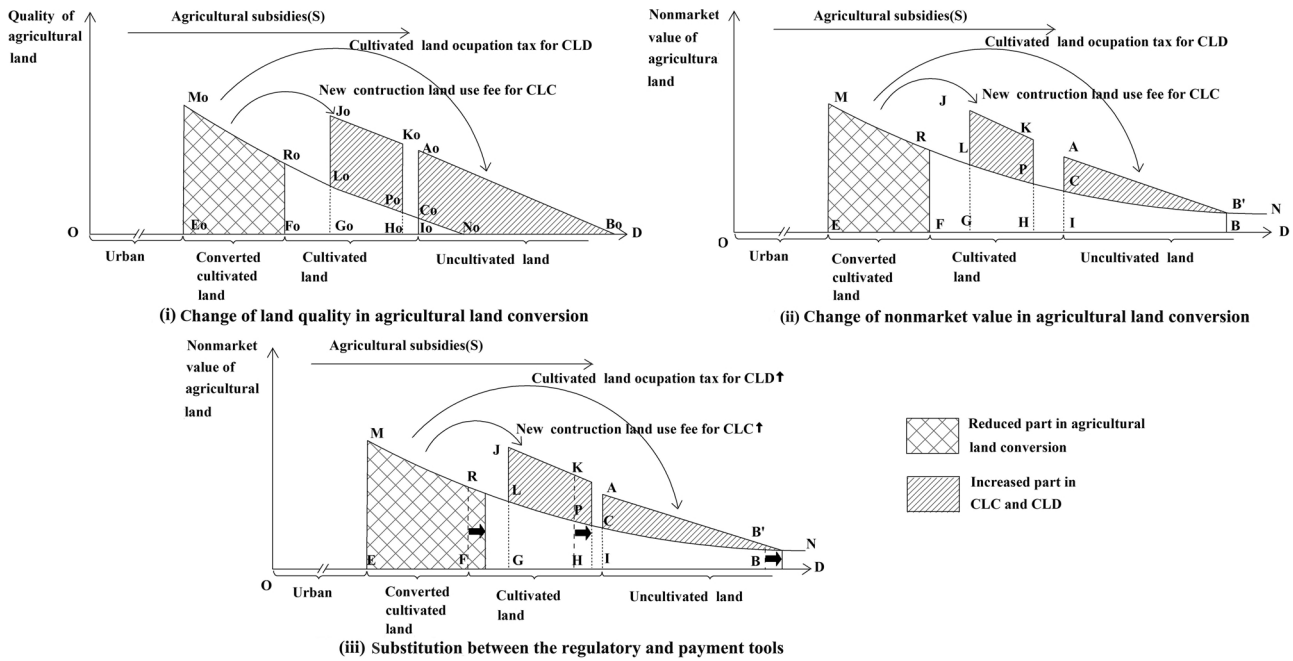 Quality of
agricultural
land
Agricultural subsidies(S)
Cultivated land ocupation tax for CLD
New contruction land use fee for CLC
Mo
Jo
Ko
Ao
Ro
Lo
Po
Co
Eo
Fo
Go
Ho
Io
No
Bo
O
D
Urban
Converted
cultivated
land
Cultivated
land
Uncultivated land
(i) Change of land quality in agricultural land conversion
Nonmarket
value of
agricultura
land
Agricultural subsidies(S)
Cultivated land ocupation tax for CLD
New contruction land use fee for CLC
M
J
K
R
L
A
P
C
B'
N
E
F
G
H
I
B
O
D
Urban
Converted
cultivated
land
Cultivated
land
Uncultivated land
(ii) Change of nonmarket value in agricultural land conversion
Nonmarket
value of
agricultural
land
Agricultural subsidies(S)
Cultivated land ocupation tax for CLD↑
New contruction land use fee for CLC↑
M
J
K
R
L
A
P
C
B'
N
E
F
G
H
I
B
O
D
Urban
Converted
cultivated
land
Cultivated
land
Uncultivated land
Reduced part in agricultural
land conversion
Increased part in
CLC and CLD
(iii) Substitution between the regulatory and payment tools